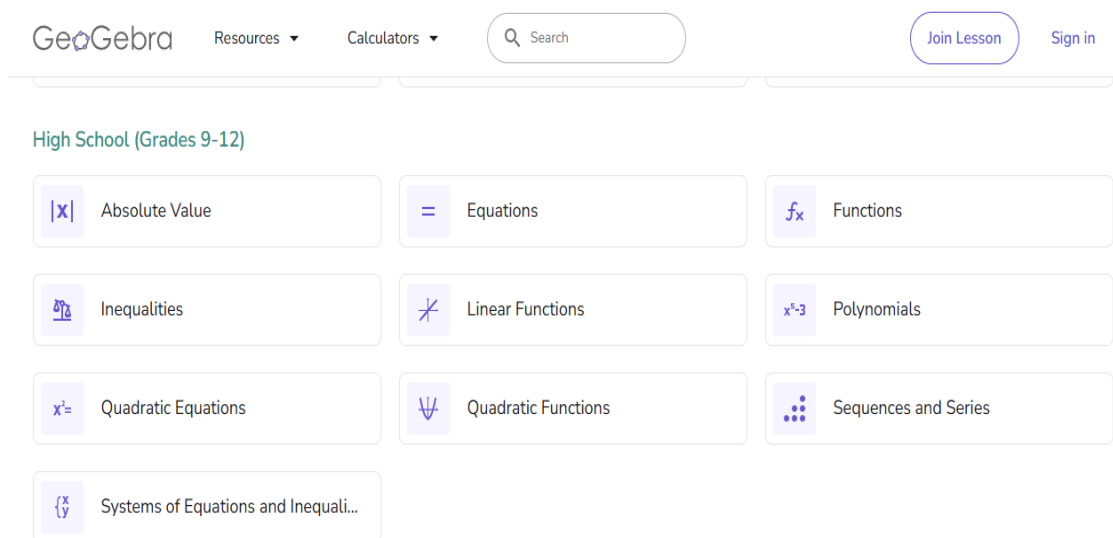 GeoGebra Resources Calculators Search Join Lesson Sign in
High School (Grades 9-12)
|x| Absolute Value
= Equations
fx Functions
Inequalities
Linear Functions
x⁵-3 Polynomials
x²= Quadratic Equations
Quadratic Functions
Sequences and Series
{x y Systems of Equations and Inequali...